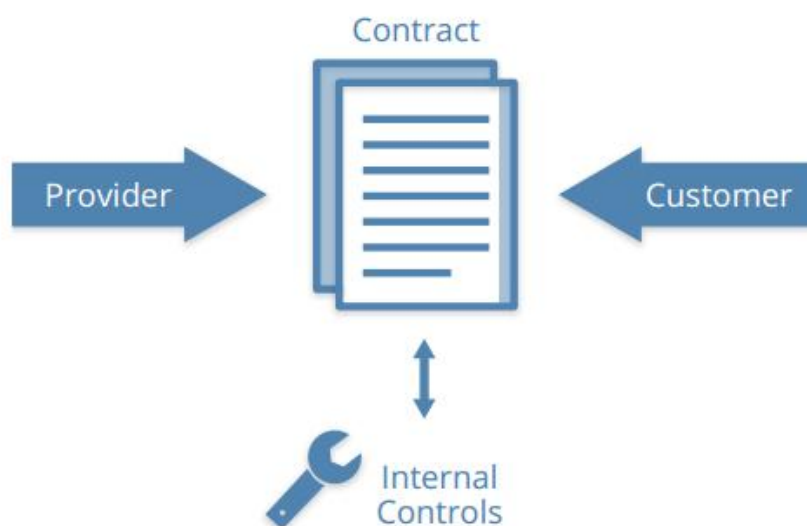 Contract
Provider
Customer
Internal
Controls